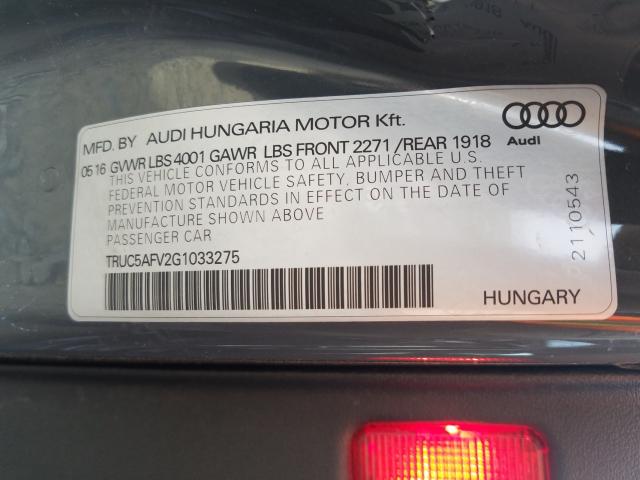 MFD. BY AUDI HUNGARIA MOTOR Kft.
Audi
0516 GVWR LBS 4001 GAWR LBS FRONT 2271 /REAR 1918
THIS VEHICLE CONFORMS TO ALL APPLICABLE U.S.
FEDERAL MOTOR VEHICLE SAFETY, BUMPER AND THEFT
PREVENTION STANDARDS IN EFFECT ON THE DATE OF
MANUFACTURE SHOWN ABOVE
PASSENGER CAR
TRUC5AFV2G1033275
HUNGARY
2110543